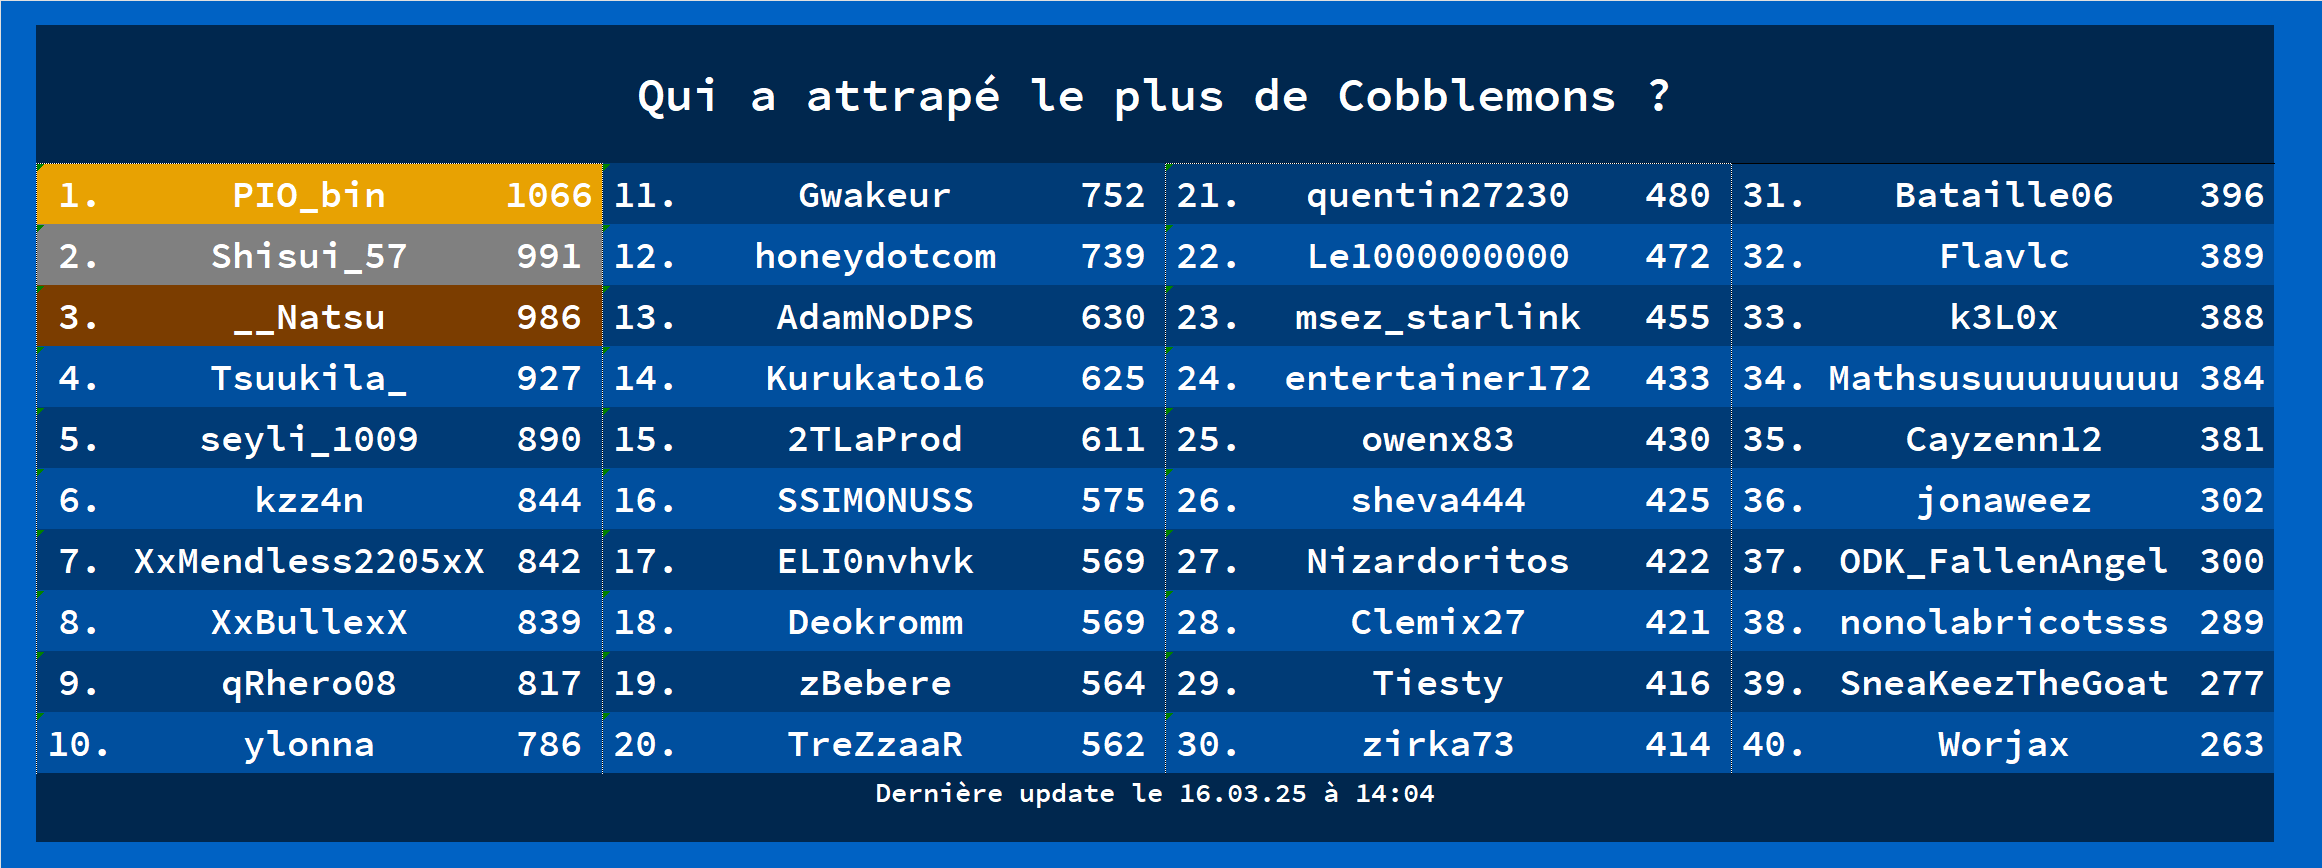 Qui a attrapé le plus de Cobblemons ?
1. PIO_bin 1066
2. Shisui_57 991
3. __Natsu 986
4. Tsuukila_ 927
5. seyli_1009 890
6. kzz4n 844
7. XxMendless2205xX 842
8. XxBullexX 839
9. qRhero08 817
10. ylonna 786
11. Gwakeur 752
12. honeydotcom 739
13. AdamNoDPS 630
14. Kurukato16 625
15. 2TLaProd 611
16. SSIMONUSS 575
17. ELI0nvhvk 569
18. Deokromm 569
19. zBebere 564
20. TreZzaaR 562
21. quentin27230 480
22. Le1000000000 472
23. msez_starlink 455
24. entertainer172 433
25. owenx83 430
26. sheva444 425
27. Nizardoritos 422
28. Clemix27 421
29. Tiesty 416
30. zirka73 414
31. Bataille06 396
32. Flavlc 389
33. k3L0x 388
34. Mathsusuuuuuuuuu 384
35. Cayzenn12 381
36. jonaweez 302
37. ODK_FallenAngel 300
38. nonolabricotsss 289
39. SneaKeezTheGoat 277
40. Worjax 263
Dernière update le 16.03.25 à 14:04